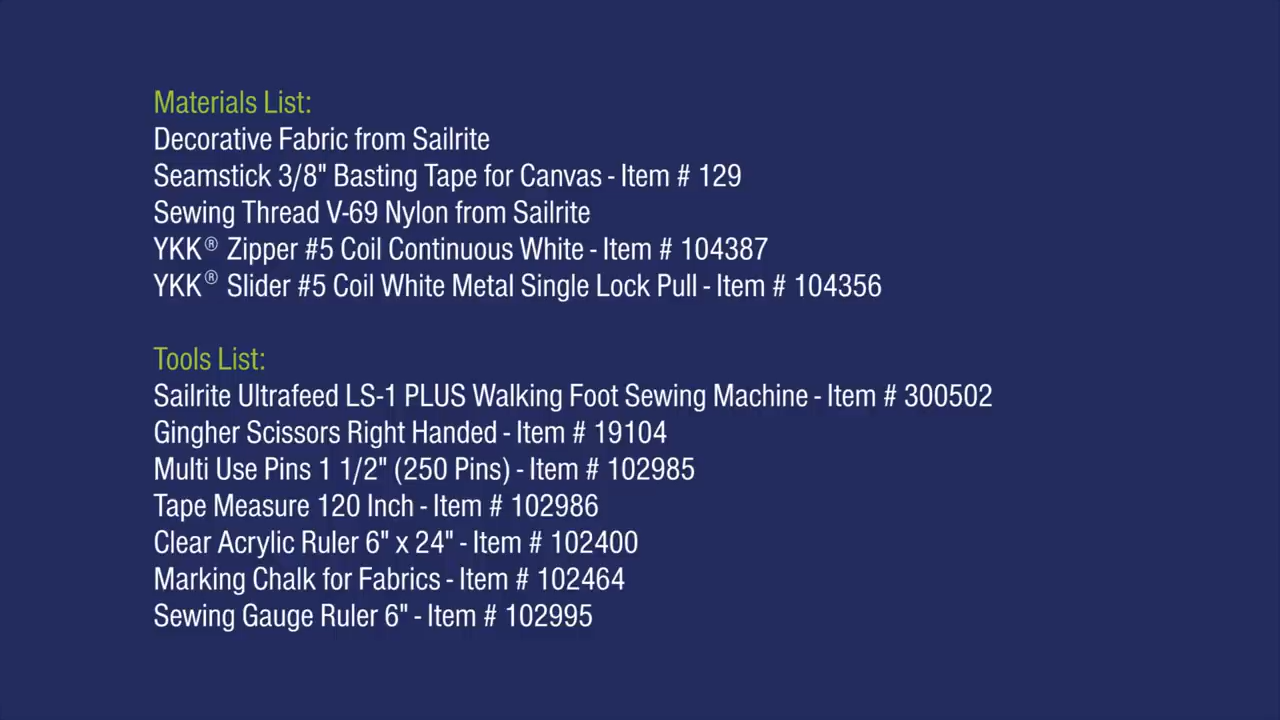 Materials List:
Decorative Fabric from Sailrite
Seamstick 3/8" Basting Tape for Canvas - Item # 129
Sewing Thread V-69 Nylon from Sailrite
YKK® Zipper #5 Coil Continuous White - Item # 104387
YKK® Slider #5 Coil White Metal Single Lock Pull - Item # 104356
Tools List:
Sailrite Ultrafeed LS-1 PLUS Walking Foot Sewing Machine - Item # 300502
Gingher Scissors Right Handed - Item # 19104
Multi Use Pins 1 1/2" (250 Pins) - Item # 102985
Tape Measure 120 Inch - Item # 102986
Clear Acrylic Ruler 6" x 24" - Item # 102400
Marking Chalk for Fabrics - Item # 102464
Sewing Gauge Ruler 6" - Item # 102995